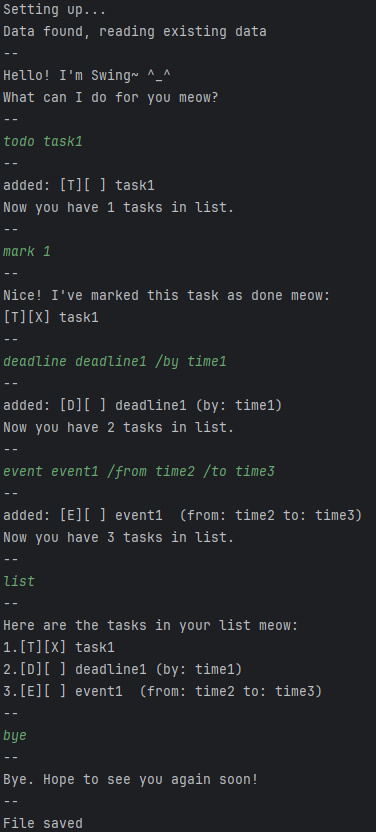 Setting up...
Data found, reading existing data
--
Hello! I'm Swing~ ^_^
What can I do for you meow?
--
todo task1
--
added: [T][ ] task1
Now you have 1 tasks in list.
--
mark 1
--
Nice! I've marked this task as done meow:
[T][X] task1
--
deadline deadline1 /by time1
--
added: [D][ ] deadline1 (by: time1)
Now you have 2 tasks in list.
--
event event1 /from time2 /to time3
--
added: [E][ ] event1  (from: time2 to: time3)
Now you have 3 tasks in list.
--
list
--
Here are the tasks in your list meow:
1.[T][X] task1
2.[D][ ] deadline1 (by: time1)
3.[E][ ] event1  (from: time2 to: time3)
--
bye
--
Bye. Hope to see you again soon!
--
File saved